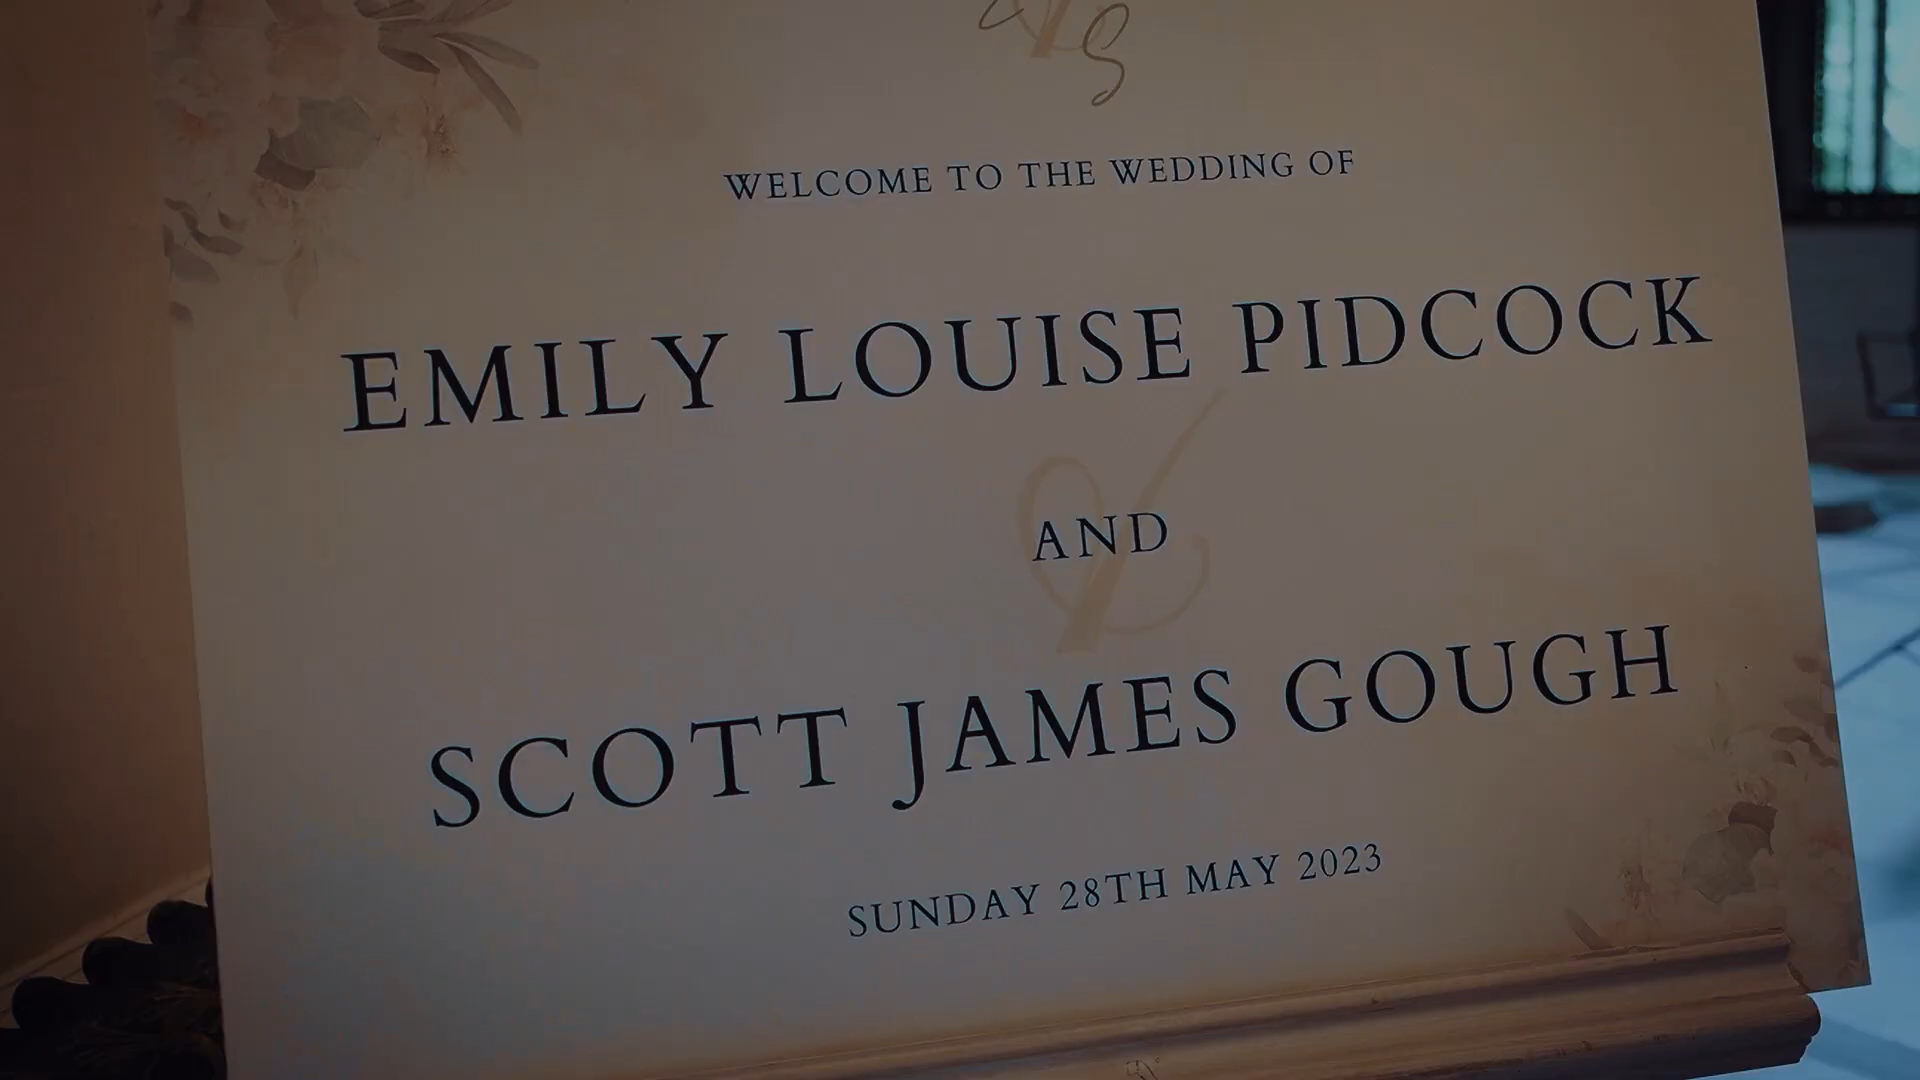 S
WELCOME TO THE WEDDING OF
EMILY LOUISE PIDCOCK
AND
SCOTT JAMES GOUGH
SUNDAY 28TH MAY 2023